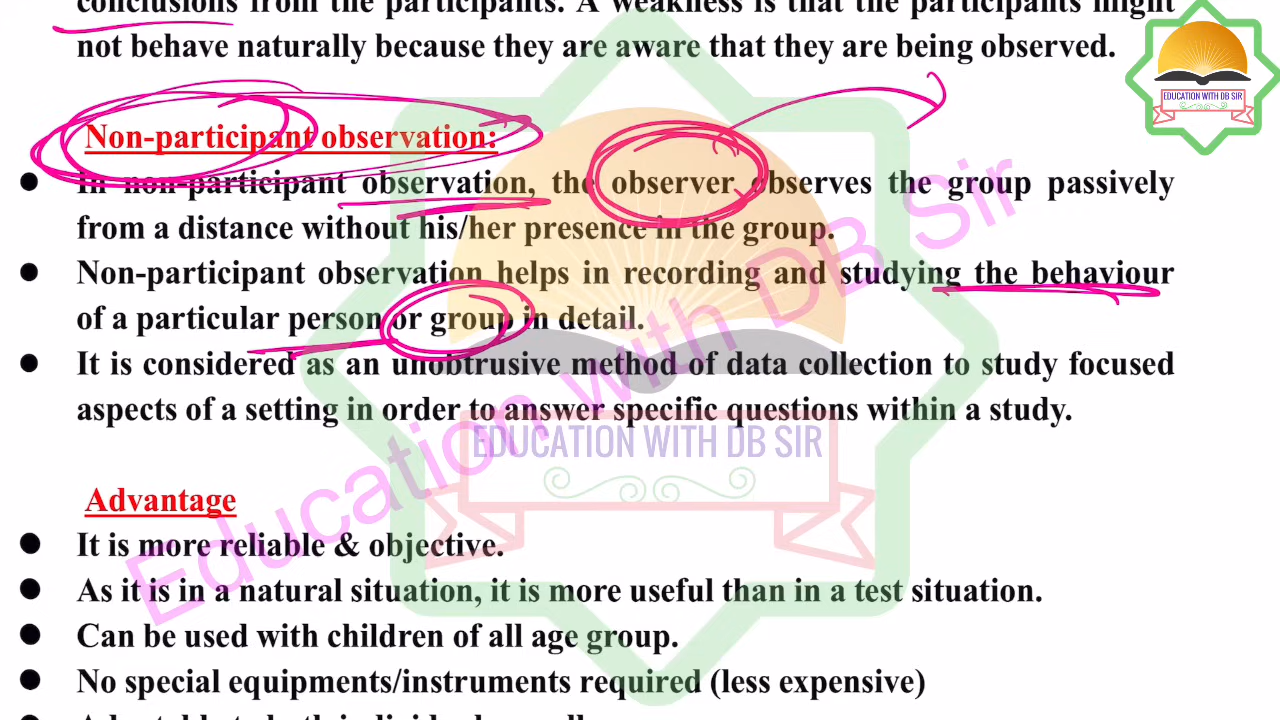 conclusions from the participants. A weakness is that the participants might
not behave naturally because they are aware that they are being observed.
EDUCATION WITH DB SIR
Non-participant observation:
● In non-participant observation, the observer observes the group passively
from a distance without his/her presence in the group.
● Non-participant observation helps in recording and studying the behaviour
of a particular person or group in detail.
● It is considered as an unobtrusive method of data collection to study focused
aspects of a setting in order to answer specific questions within a study.
EDUCATION WITH DB SIR
Education with DB Sir
Advantage
● It is more reliable & objective.
● As it is in a natural situation, it is more useful than in a test situation.
● Can be used with children of all age group.
● No special equipments/instruments required (less expensive)